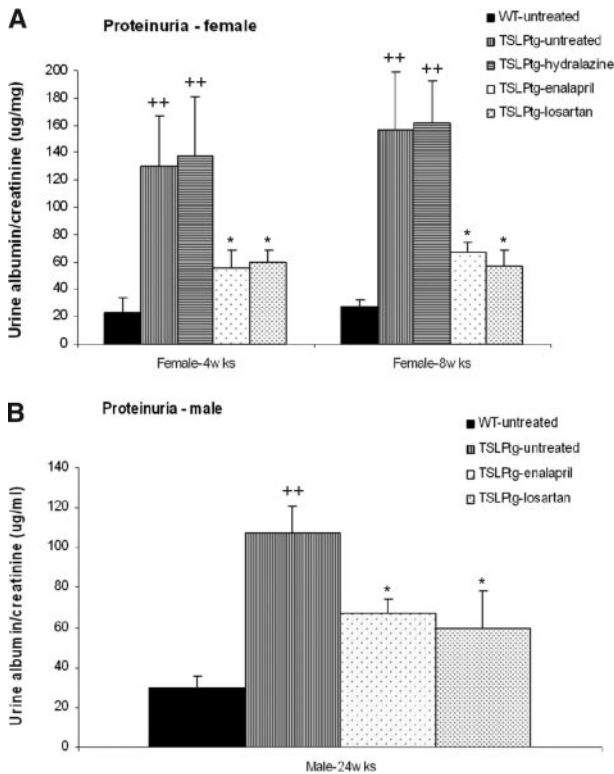 A
Proteinuria - female
WT-untreated
TSLPtg-untreated
TSLPtg-hydralazine
TSLPtg-enalapril
TSLPtg-losartan
Urine albumin/creatinine (ug/mg)
200
180
160
140
120
100
80
60
40
20
0
++
++
*
*
++
++
*
*
Female-4w ks
Female-8w ks
B
Proteinuria - male
WT-untreated
TSLPtg-untreated
TSLPtg-enalapril
TSLPtg-losartan
Urine albumin/creatinine (ug/ml)
140
120
100
80
60
40
20
0
++
*
*
Male-24w ks